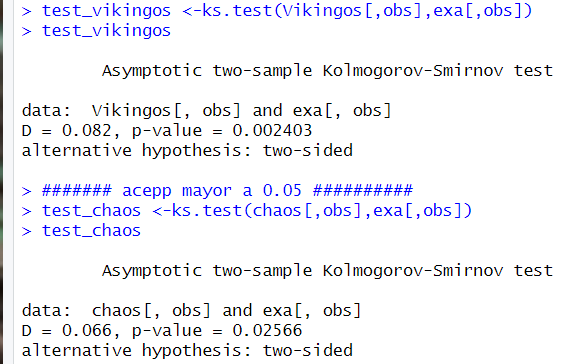 > test_vikingos <-ks.test(Vikingos[,obs],exa[,obs])
> test_vikingos
Asymptotic two-sample Kolmogorov-Smirnov test
data:  Vikingos[, obs] and exa[, obs]
D = 0.082, p-value = 0.002403
alternative hypothesis: two-sided
> ####### acepp mayor a 0.05 ##########
> test_chaos <-ks.test(chaos[,obs],exa[,obs])
> test_chaos
Asymptotic two-sample Kolmogorov-Smirnov test
data:  chaos[, obs] and exa[, obs]
D = 0.066, p-value = 0.02566
alternative hypothesis: two-sided